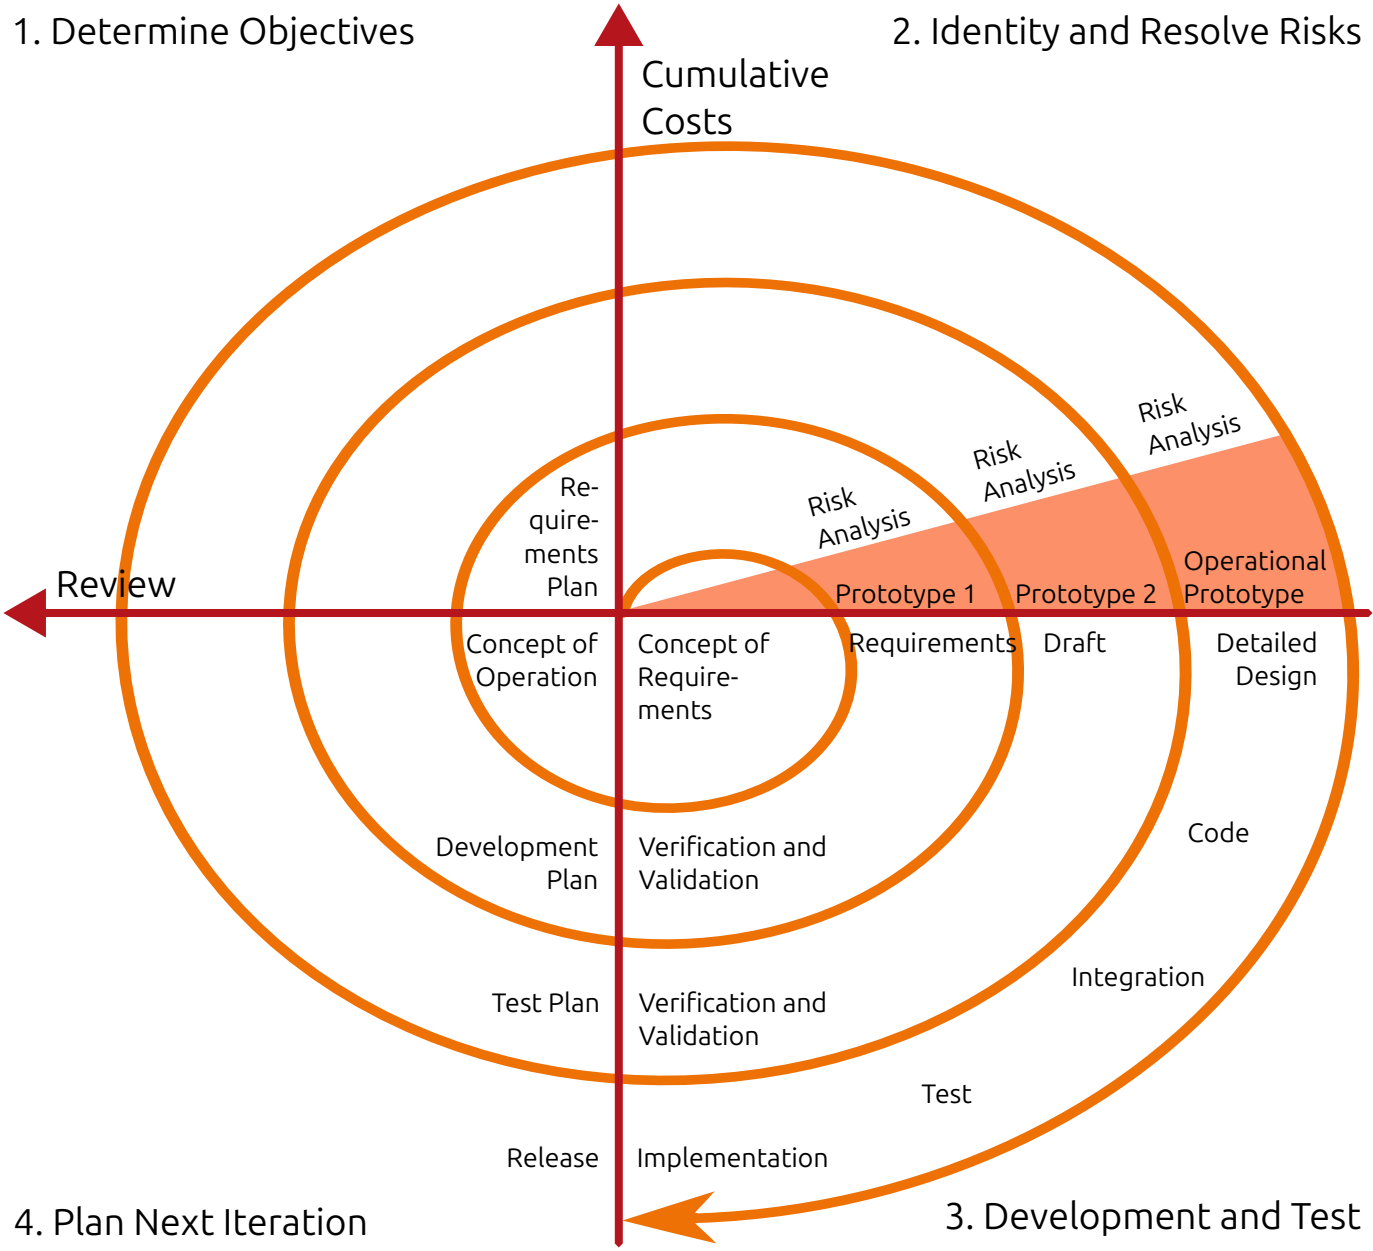 1. Determine Objectives
2. Identity and Resolve Risks
Cumulative
Costs
Risk
Analysis
Risk
Analysis
Risk
Analysis
Re-
quire-
ments
Plan
Review
Prototype 1
Prototype 2
Operational
Prototype
Concept of
Operation
Concept of
Require-
ments
Requirements
Draft
Detailed
Design
Development
Plan
Verification and
Validation
Code
Integration
Test Plan
Verification and
Validation
Test
Release
Implementation
4. Plan Next Iteration
3. Development and Test